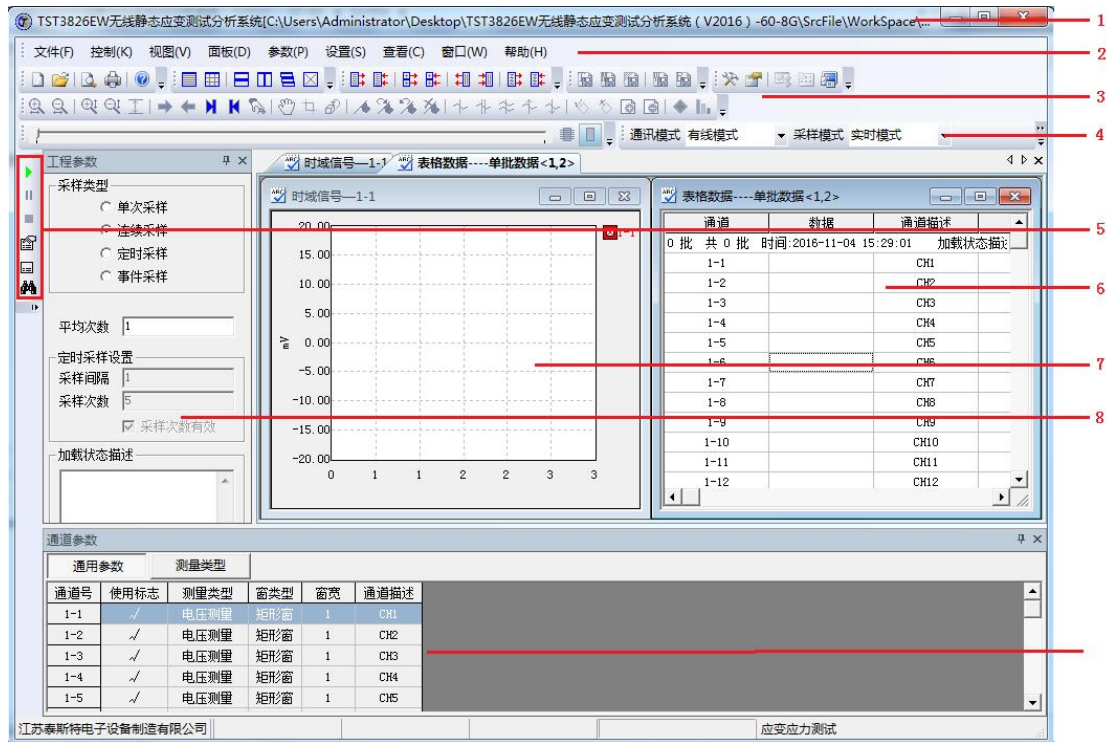 TST3826EW无线静态应变测试分析系统[C:\Users\Administrator\Desktop\TST3826EW无线静态应变测试分析系统（V2016）-60-8G\SrcFile\WorkSpace\... 1
文件(F) 控制(K) 视图(V) 面板(D) 参数(P) 设置(S) 查看(C) 窗口(W) 帮助(H) 2
3
通讯模式 有线模式 采样模式 实时模式 4
工程参数
时域信号—1-1 表格数据----单批数据<1,2>
采样类型
单次采样
连续采样
定时采样
事件采样
平均次数 1
定时采样设置
采样间隔 1
采样次数 5
采样次数有效
加载状态描述
时域信号—1-1
20.00
15.00
10.00
5.00
0.00
-5.00
-10.00
-15.00
-20.00
mV
0 1 1 2 2 3 3
1-1
表格数据----单批数据<1,2>
通道 数据 通道描述
0 批 共 0 批 时间:2016-11-04 15:29:01 加载状态描述
1-1 CH1
1-2 CH2
1-3 CH3
1-4 CH4
1-5 CH5
1-6 CH6
1-7 CH7
1-8 CH8
1-9 CH9
1-10 CH10
1-11 CH11
1-12 CH12
5
6
7
8
通道参数
通用参数 测量类型
通道号 使用标志 测量类型 窗类型 窗宽 通道描述
1-1 √ 电压测量 矩形窗 1 CH1
1-2 √ 电压测量 矩形窗 1 CH2
1-3 √ 电压测量 矩形窗 1 CH3
1-4 √ 电压测量 矩形窗 1 CH4
1-5 √ 电压测量 矩形窗 1 CH5
江苏泰斯特电子设备制造有限公司 应变应力测试